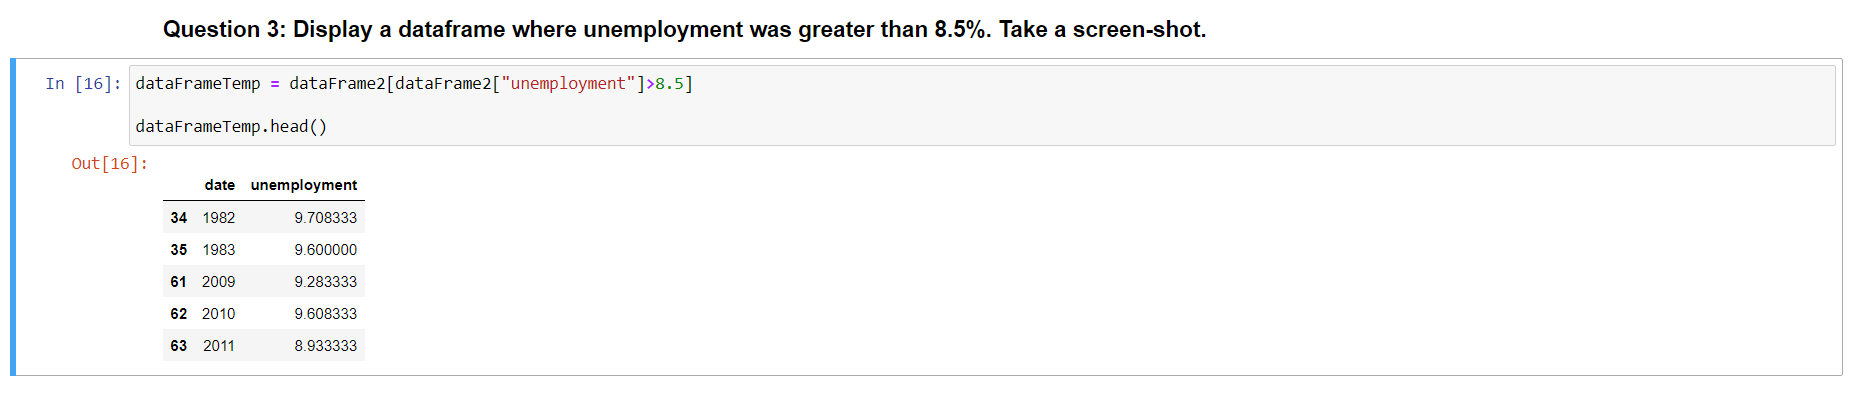 Question 3: Display a dataframe where unemployment was greater than 8.5%. Take a screen-shot.
In [16]: dataFrameTemp = dataFrame2[dataFrame2["unemployment"]>8.5]
dataFrameTemp.head()
Out[16]:
date unemployment
34 1982 9.708333
35 1983 9.600000
61 2009 9.283333
62 2010 9.608333
63 2011 8.933333